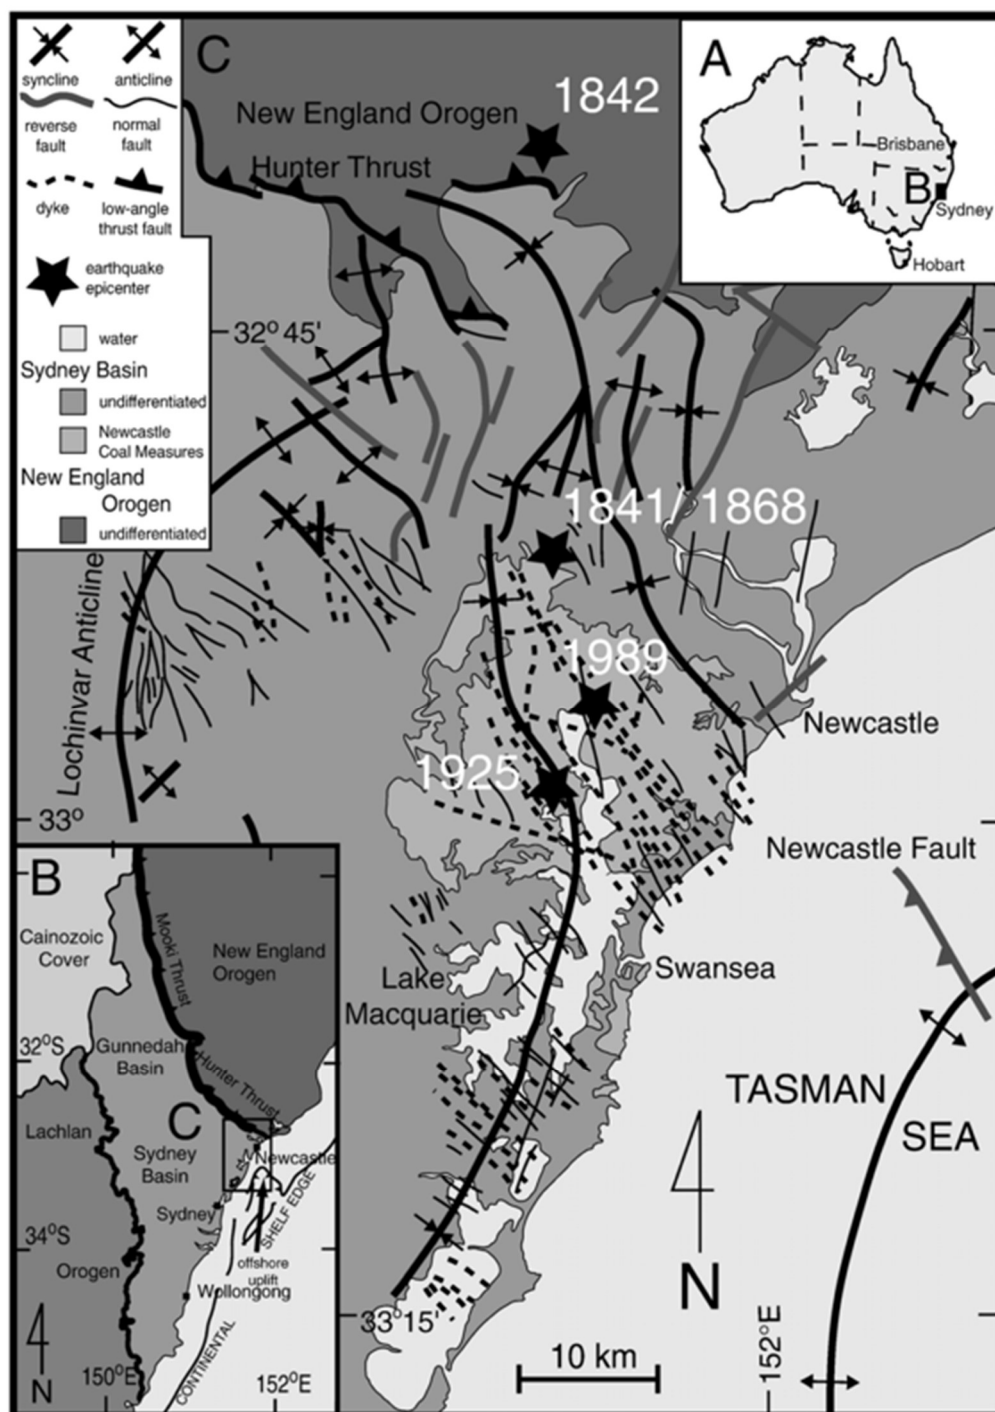 syncline
anticline
reverse
fault
normal
fault
dyke
low-angle
thrust fault
earthquake
epicenter
water
Sydney Basin
undifferentiated
Newcastle
Coal Measures
New England
Orogen
undifferentiated
C
1842
New England Orogen
Hunter Thrust
A
Brisbane
B
Sydney
Hobart
32° 45'
1841/ 1868
Lochinvar Anticline
1989
Newcastle
1925
33°
Newcastle Fault
Swansea
Lake
Macquarie
TASMAN
SEA
N
33°15'
10 km
152°E
B
Cainozoic
Cover
Mooki Thrust
New England
Orogen
32°S
Gunnedah
Basin
Hunter Thrust
C
Lachlan
Sydney
Basin
Newcastle
Sydney
SHELF EDGE
34°S
offshore
uplift
Orogen
Wollongong
CONTINENTAL
N
150°E
152°E